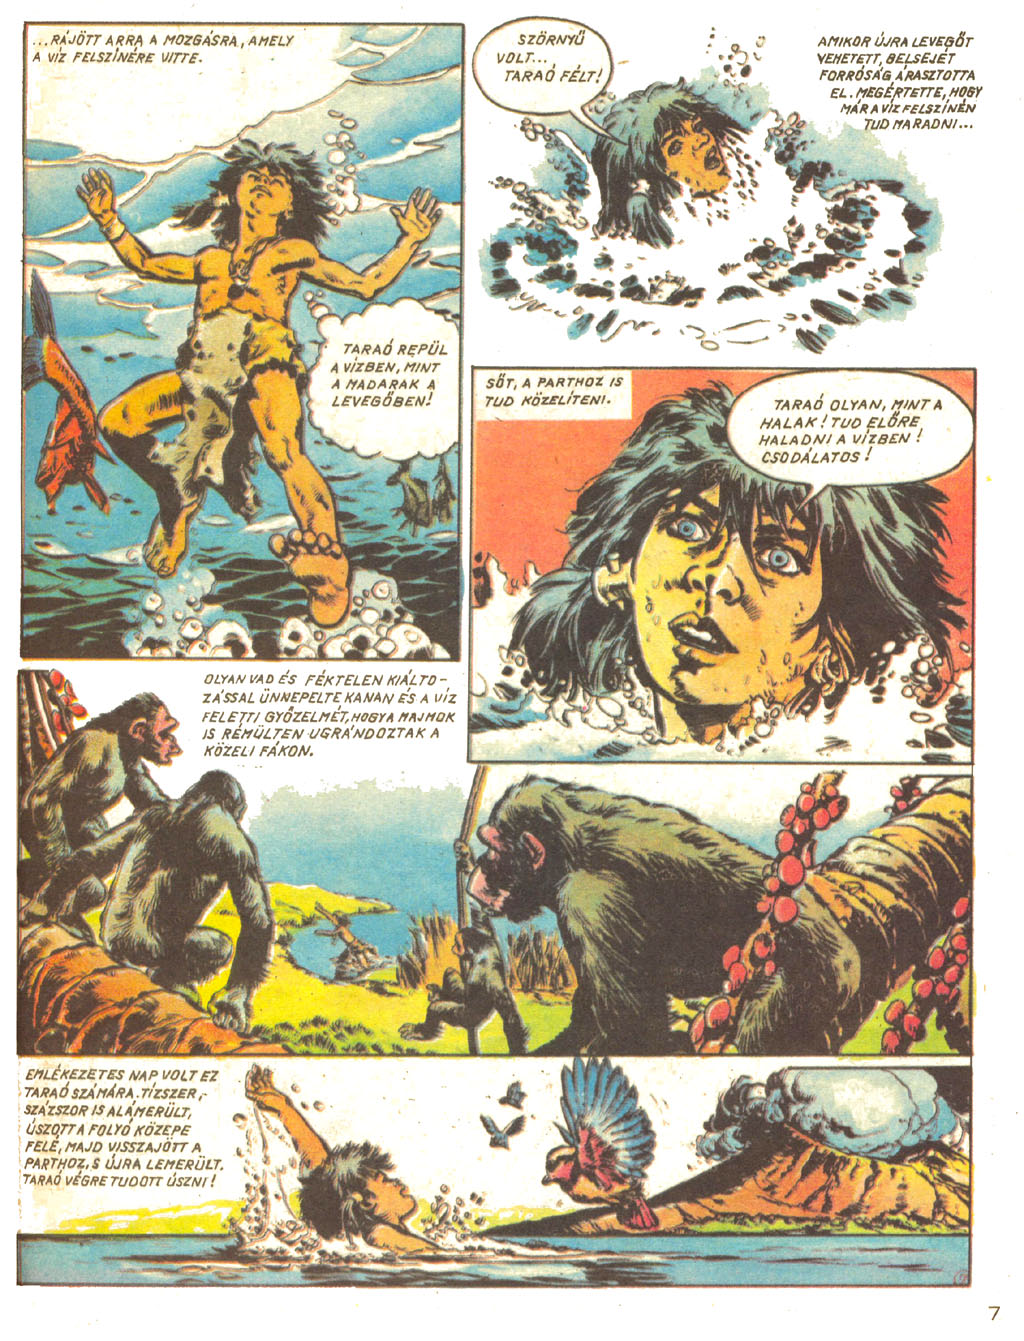 ...RÁJÖTT ARRA A MOZGÁSRA, AMELY
A VÍZ FELSZÍNÉRE VITTE.
TARAÓ REPÜL
A VÍZBEN, MINT
A MADARAK A
LEVEGŐBEN!
SZÖRNYŰ
VOLT...
TARAÓ FÉLT!
AMIKOR ÚJRA LEVEGŐT
VEHETETT, BELSEJÉT
FORRÓSÁG ÁRASZTOTTA
EL. MEGÉRTETTE, HOGY
MÁR A VÍZ FELSZÍNÉN
TUD MARADNI...
SŐT, A PARTHOZ IS
TUD KÖZELÍTENI.
TARAÓ OLYAN, MINT A
HALAK! TUD ELŐRE
HALADNI A VÍZBEN!
CSODÁLATOS!
OLYAN VAD ÉS FÉKTELEN KIÁLTO-
ZÁSSAL ÜNNEPELTE KANAN ÉS A VÍZ
FELETTI GYŐZELMÉT, HOGY A MAJMOK
IS RÉMÜLTEN UGRÁNDOZTAK A
KÖZELI FÁKON.
EMLÉKEZETES NAP VOLT EZ
TARAÓ SZÁMÁRA. TÍZSZER,-
SZÁZSZOR IS ALÁMERÜLT,
ÚSZOTT A FOLYÓ KÖZEPE
FELÉ, MAJD VISSZAJÖTT A
PARTHOZ, S ÚJRA LEMERÜLT.
TARAÓ VÉGRE TUDOTT ÚSZNI!
7